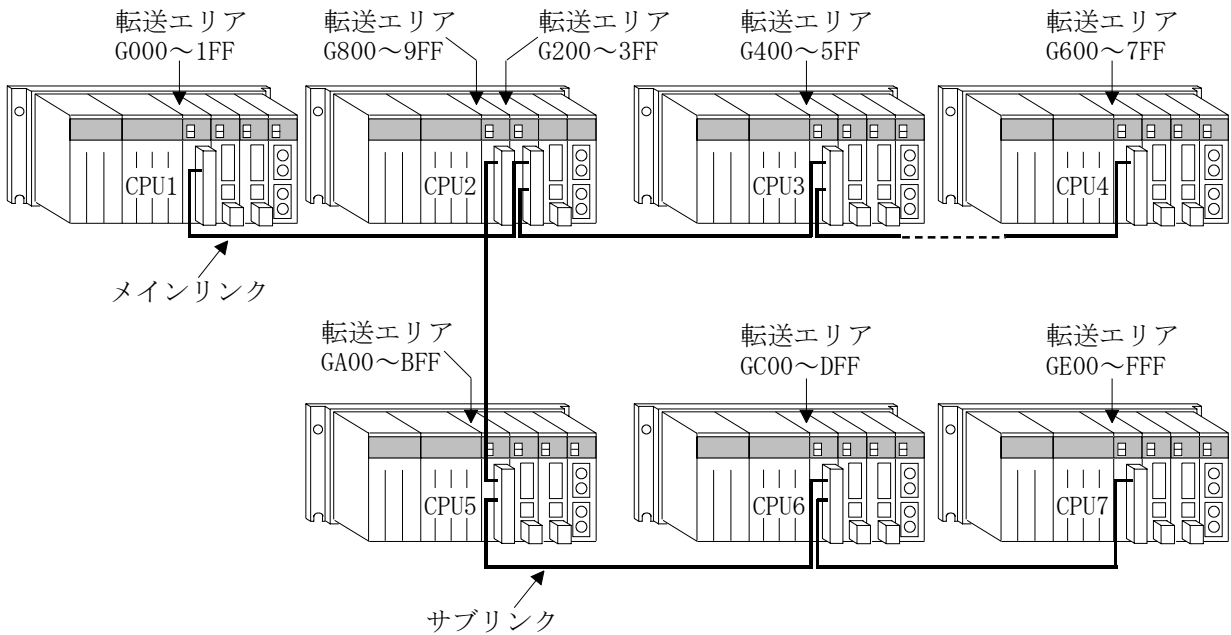 転送エリア
G000～1FF
転送エリア
G800～9FF
転送エリア
G200～3FF
転送エリア
G400～5FF
転送エリア
G600～7FF
CPU1
CPU2
CPU3
CPU4
メインリンク
転送エリア
GA00～BFF
転送エリア
GC00～DFF
転送エリア
GE00～FFF
CPU5
CPU6
CPU7
サブリンク